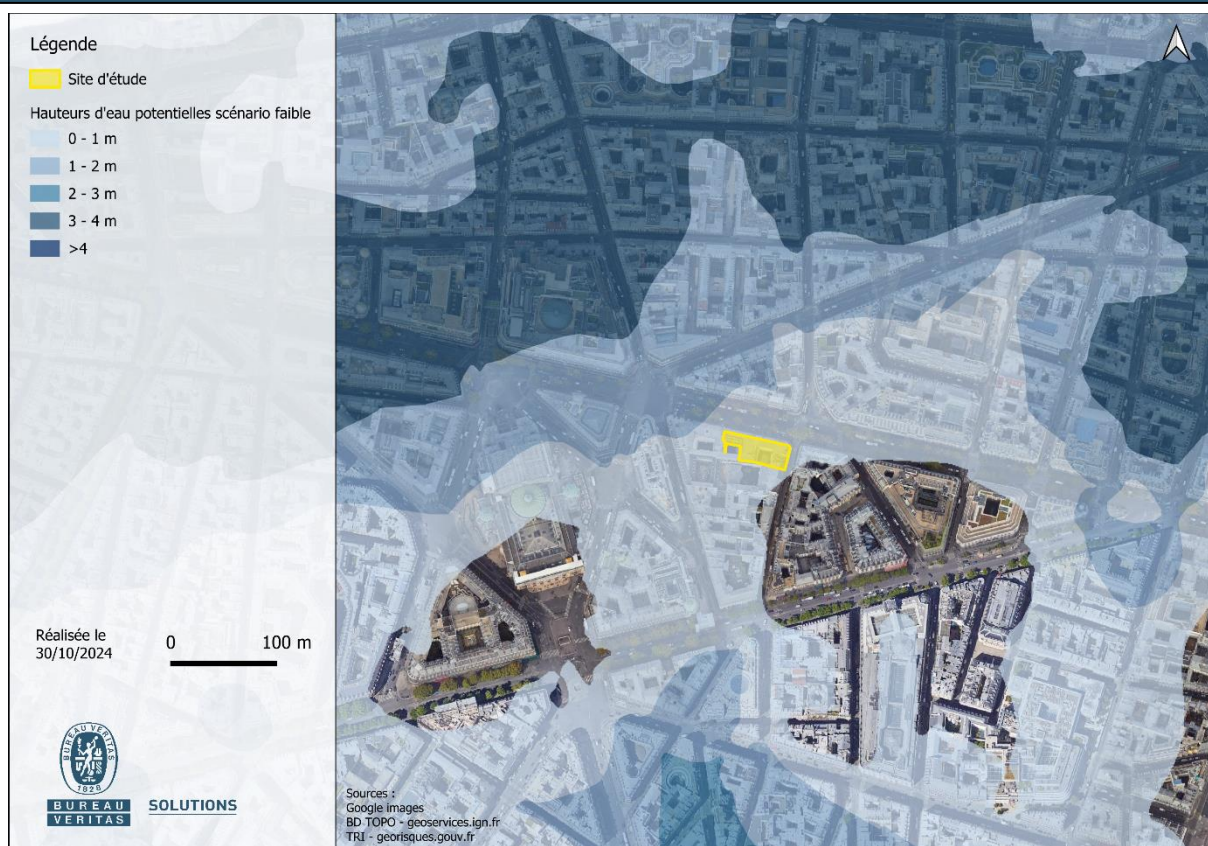 Légende
Site d'étude
Hauteurs d'eau potentielles scénario faible
0 - 1 m
1 - 2 m
2 - 3 m
3 - 4 m
>4
Réalisée le
30/10/2024
0 100 m
BUREAU VERITAS
1828
BUREAU
VERITAS
SOLUTIONS
Sources :
Google images
BD TOPO - geoservices.ign.fr
TRI - georisques.gouv.fr